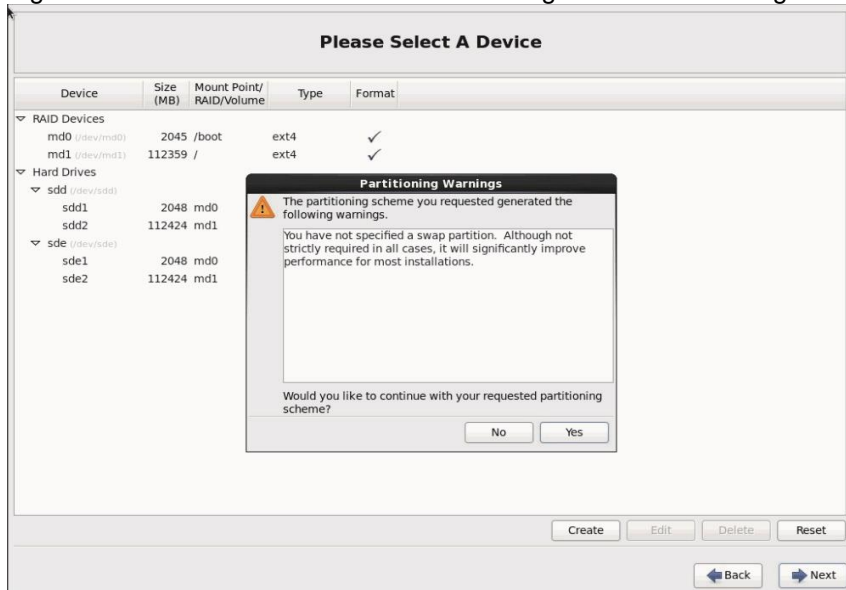 Please Select A Device
Device Size (MB) Mount Point/ RAID/Volume Type Format
RAID Devices
md0 (/dev/md0) 2045 /boot ext4 ✓
md1 (/dev/md1) 112359 / ext4 ✓
Hard Drives
sdd (/dev/sdd)
sdd1 2048 md0
sdd2 112424 md1
sde (/dev/sde)
sde1 2048 md0
sde2 112424 md1
Partitioning Warnings
The partitioning scheme you requested generated the
following warnings.
You have not specified a swap partition. Although not
strictly required in all cases, it will significantly improve
performance for most installations.
Would you like to continue with your requested partitioning
scheme?
No Yes
Create Edit Delete Reset
Back Next